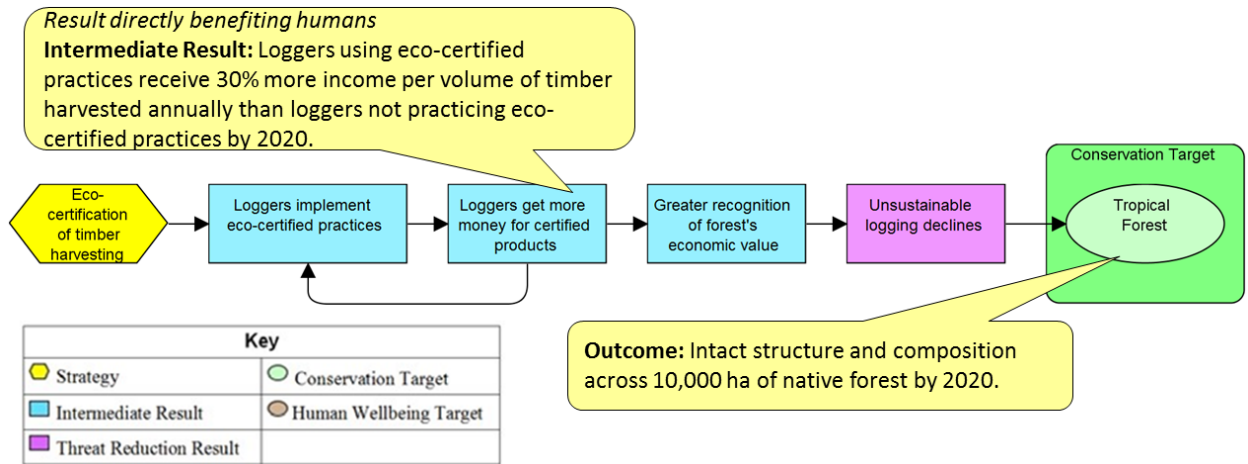 Result directly benefiting humans
Intermediate Result: Loggers using eco-certified
practices receive 30% more income per volume of timber
harvested annually than loggers not practicing eco-
certified practices by 2020.
Eco-
certification
of timber
harvesting
Loggers implement
eco-certified practices
Loggers get more
money for certified
products
Greater recognition
of forest's
economic value
Unsustainable
logging declines
Conservation Target
Tropical
Forest
Outcome: Intact structure and composition
across 10,000 ha of native forest by 2020.
Key
Strategy
Conservation Target
Intermediate Result
Human Wellbeing Target
Threat Reduction Result